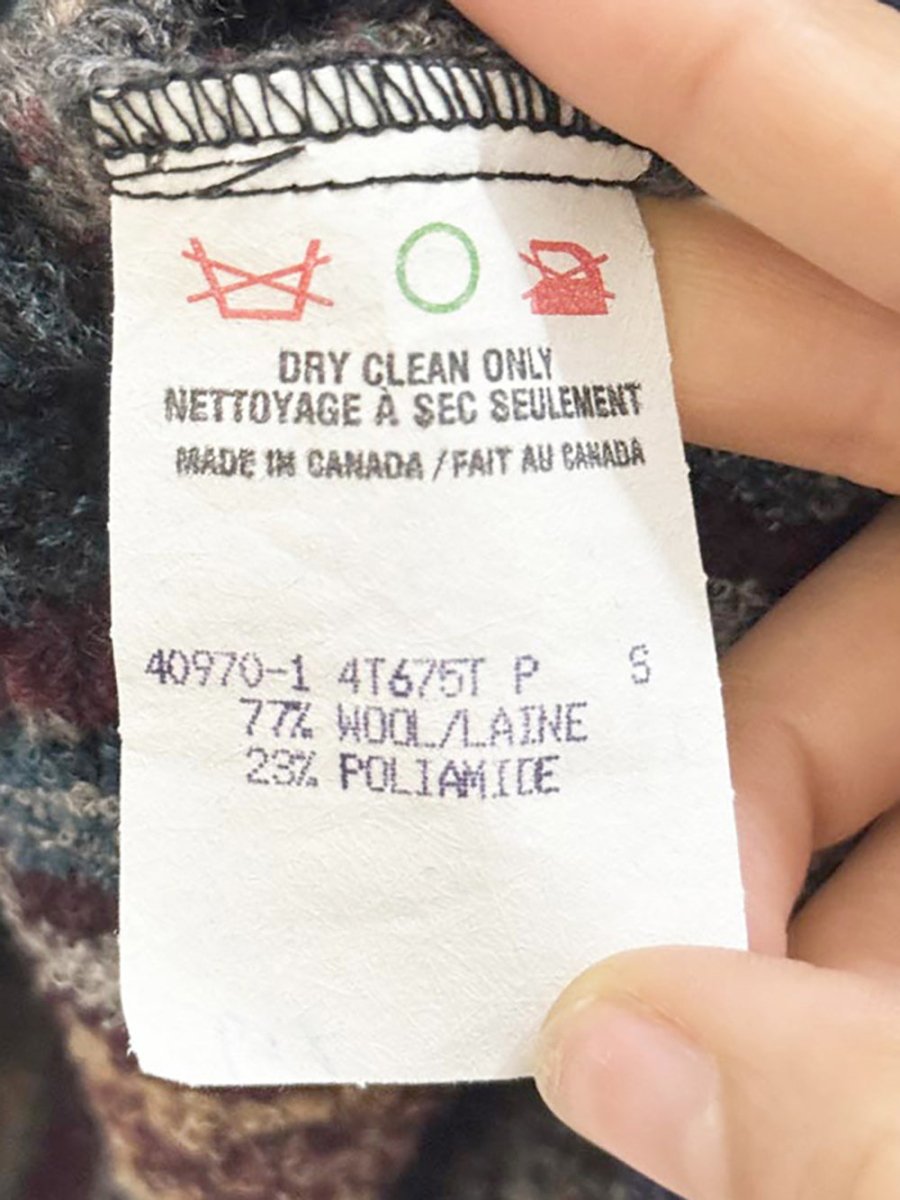 DRY CLEAN ONLY
NETTOYAGE À SEC SEULEMENT
MADE IN CANADA / FAIT AU CANADA
40970-1 4T675T P S
77% WOOL/LAINE
23% POLIAMIDE